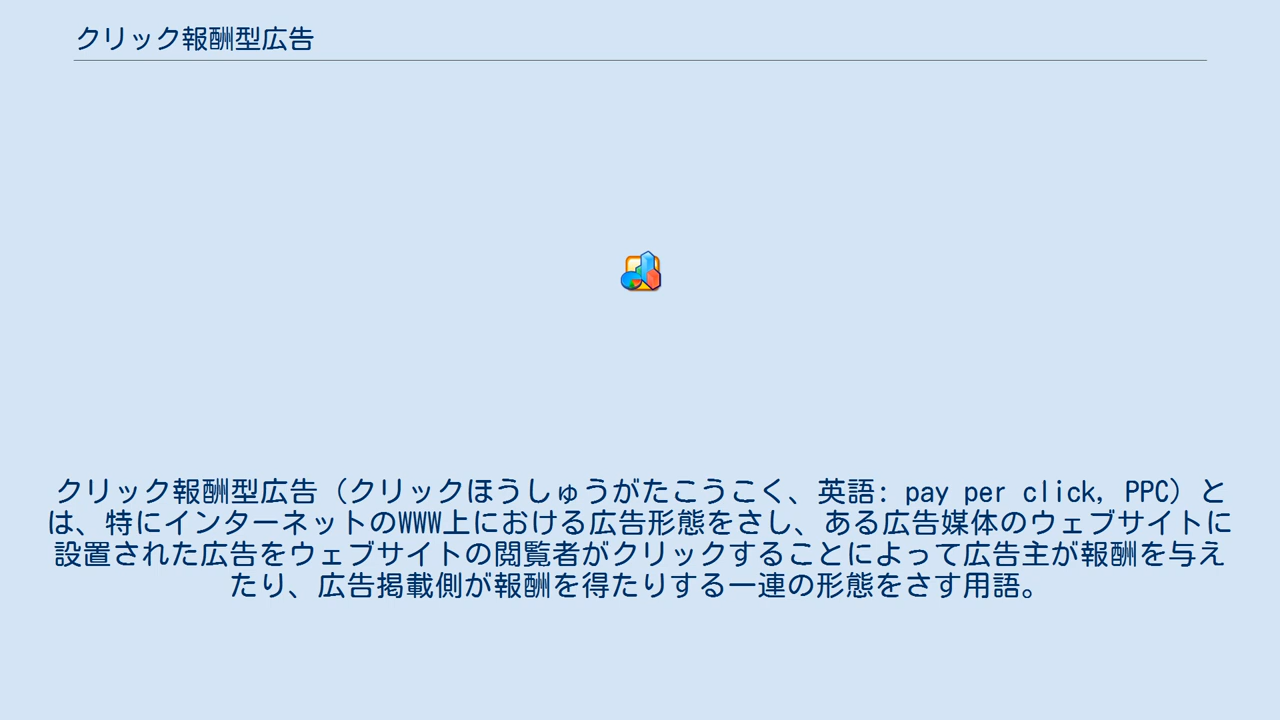 クリック報酬型広告
クリック報酬型広告（クリックほうしゅうがたこうこく、英語: pay per click, PPC）と
は、特にインターネットのWWW上における広告形態をさし、ある広告媒体のウェブサイトに
設置された広告をウェブサイトの閲覧者がクリックすることによって広告主が報酬を与え
たり、広告掲載側が報酬を得たりする一連の形態をさす用語。